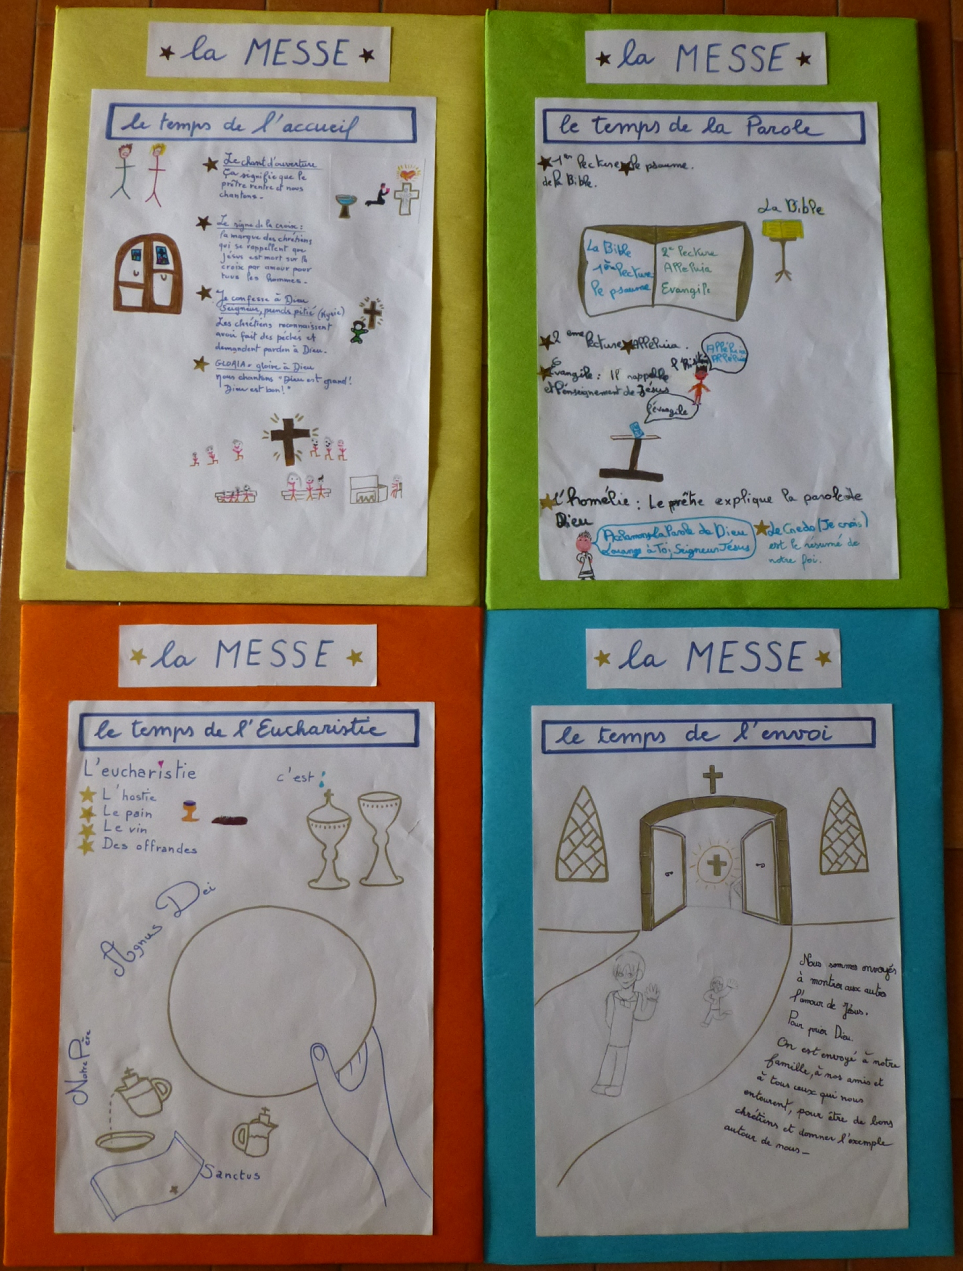 la MESSE
le temps de l'accueil
Le chant d'ouverture
Ça signifie que le
prêtre rentre et nous
chantons.
Le signe de la croix :
la marque des chrétiens
qui se rappellent que
Jésus est mort sur la
croix par amour pour
tous les hommes.
Je confesse à Dieu
Seigneur, prends pitié (Kyrie)
Les chrétiens reconnaissent
avoir fait des péchés et
demandent pardon à Dieu.
GLORIA = gloire à Dieu
nous chantons "Dieu est grand!
Dieu est bon!"
la MESSE
le temps de la Parole
1ère lecture le psaume.
de la Bible.
La Bible
La Bible
1ère lecture
le psaume
2e lecture
Alleluia
Evangile
2 eme lecture Alleluia.
Evangile : Il rappelle
et l'enseignement de Jésus
l'évangile
L'homélie : Le prêtre explique la parole de
Dieu
Acclamons la Parole de Dieu
Louange à Toi, Seigneur Jésus
Le Credo (Je crois)
est le résumé de
notre foi.
la MESSE
le temps de l'Eucharistie
L'eucharistie
c'est :
L'hostie
Le pain
Le vin
Des offrandes
Agnus Dei
Notre Père
Sanctus
la MESSE
le temps de l'envoi
Nous sommes envoyés
à montrer aux autres
l'amour de Jésus.
Pour prier Dieu
On est envoyé à notre
famille, à nos amis et
à tous ceux qui nous
entourent, pour être de bons
chrétiens et donner l'exemple
autour de nous_